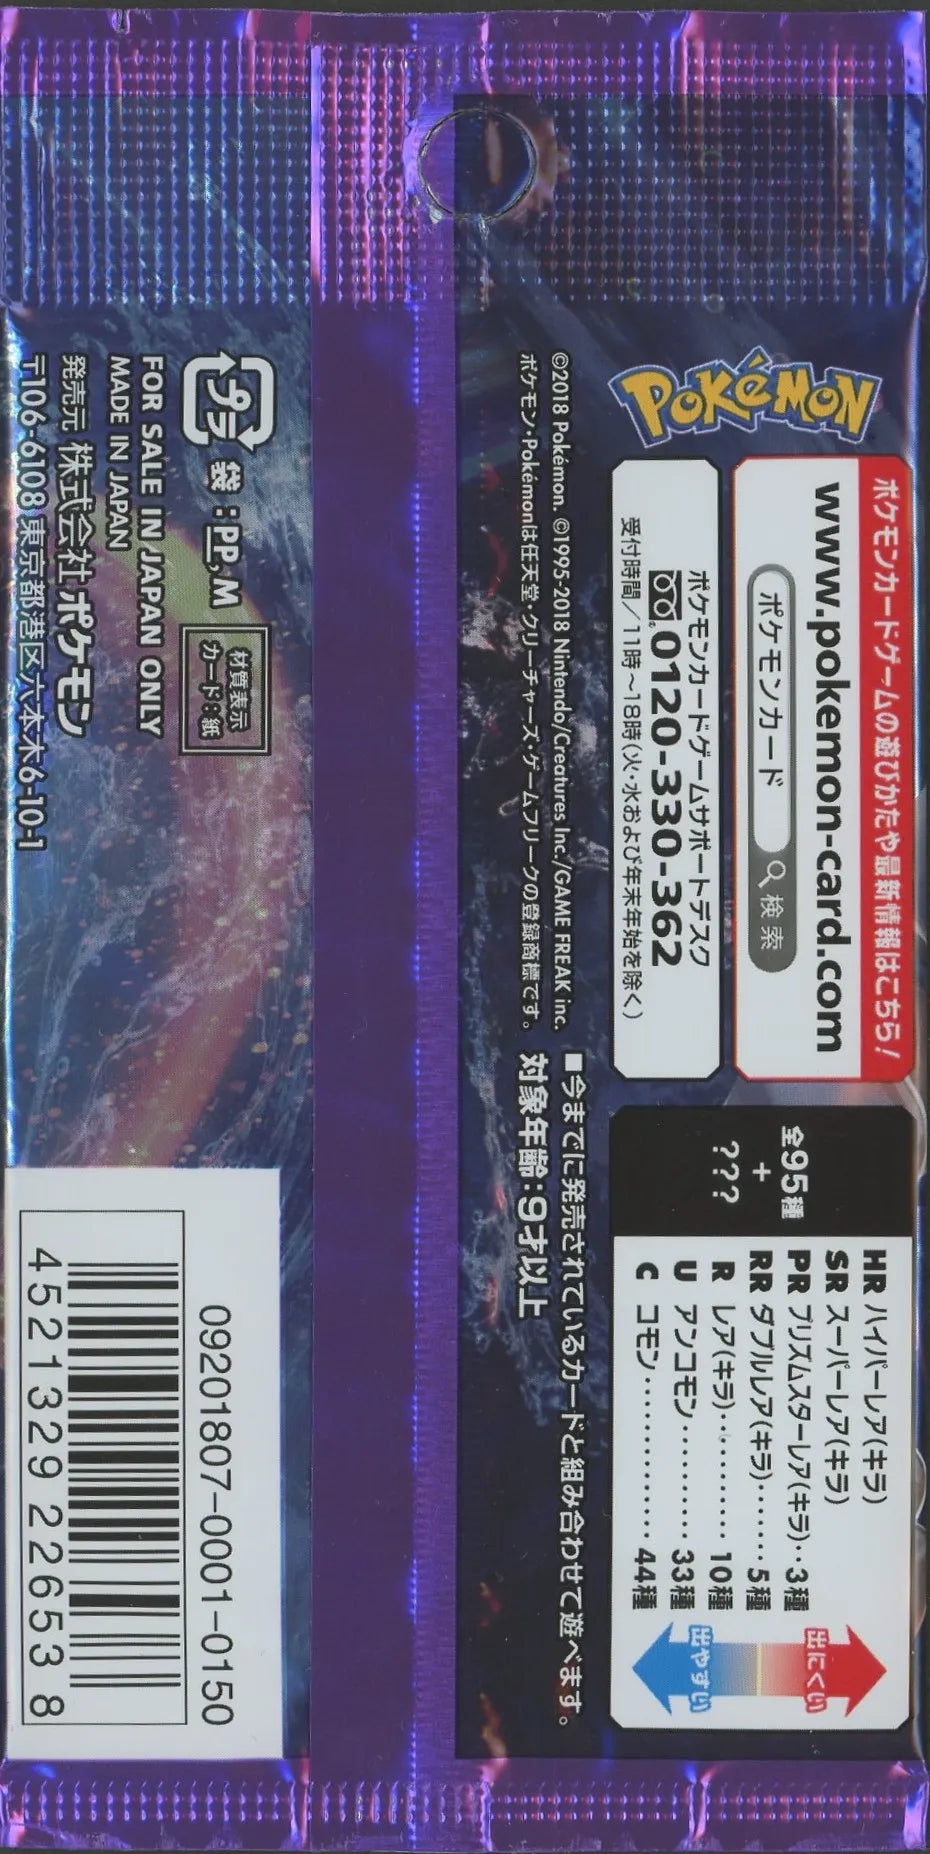 POKéMON
ポケモンカードゲームの遊びかたや最新情報はこちら!
www.pokemon-card.com
ポケモンカード 検索
ポケモンカードゲームサポートデスク
0120-330-362
受付時間/11時～18時(火・水および年末年始を除く)
全95種
+
???
HR ハイパーレア(キラ)
SR スーパーレア(キラ)
PR プリズムスターレア(キラ)‥3種
RR ダブルレア(キラ)‥‥‥5種
R レア(キラ)‥‥‥‥‥10種
U アンコモン‥‥‥‥‥33種
C コモン‥‥‥‥‥‥‥44種
出にくい
出やすい
©2018 Pokémon. ©1995-2018 Nintendo/Creatures Inc./GAME FREAK inc.
ポケモン・Pokémonは任天堂・クリーチャーズ・ゲームフリークの登録商標です。
■今までに発売されているカードと組み合わせて遊べます。
対象年齢:9才以上
プラ
袋:PP,M
材質表示
カード:紙
FOR SALE IN JAPAN ONLY
MADE IN JAPAN
発売元 株式会社ポケモン
〒106-6108 東京都港区六本木6-10-1
09201807-0001-0150
4521329226538